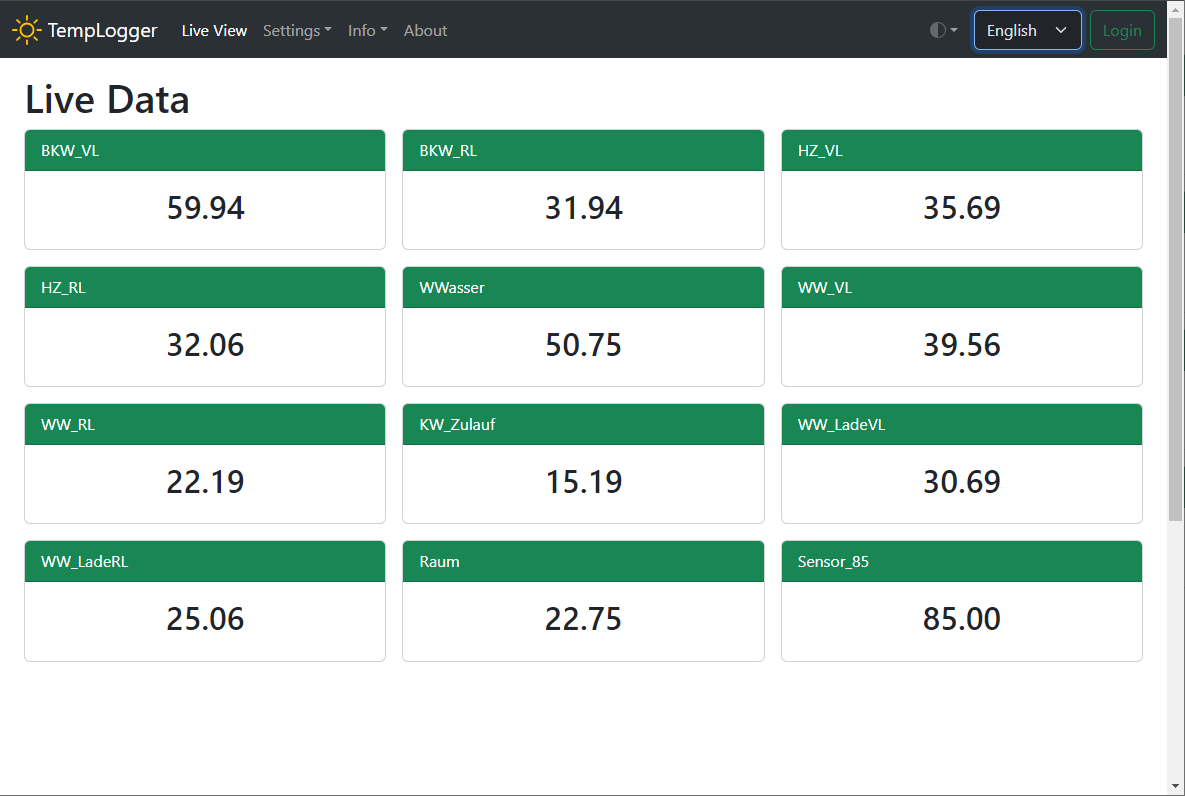 TempLogger Live View Settings Info About English Login
Live Data
BKW_VL BKW_RL HZ_VL
59.94 31.94 35.69
HZ_RL WWasser WW_VL
32.06 50.75 39.56
WW_RL KW_Zulauf WW_LadeVL
22.19 15.19 30.69
WW_LadeRL Raum Sensor_85
25.06 22.75 85.00